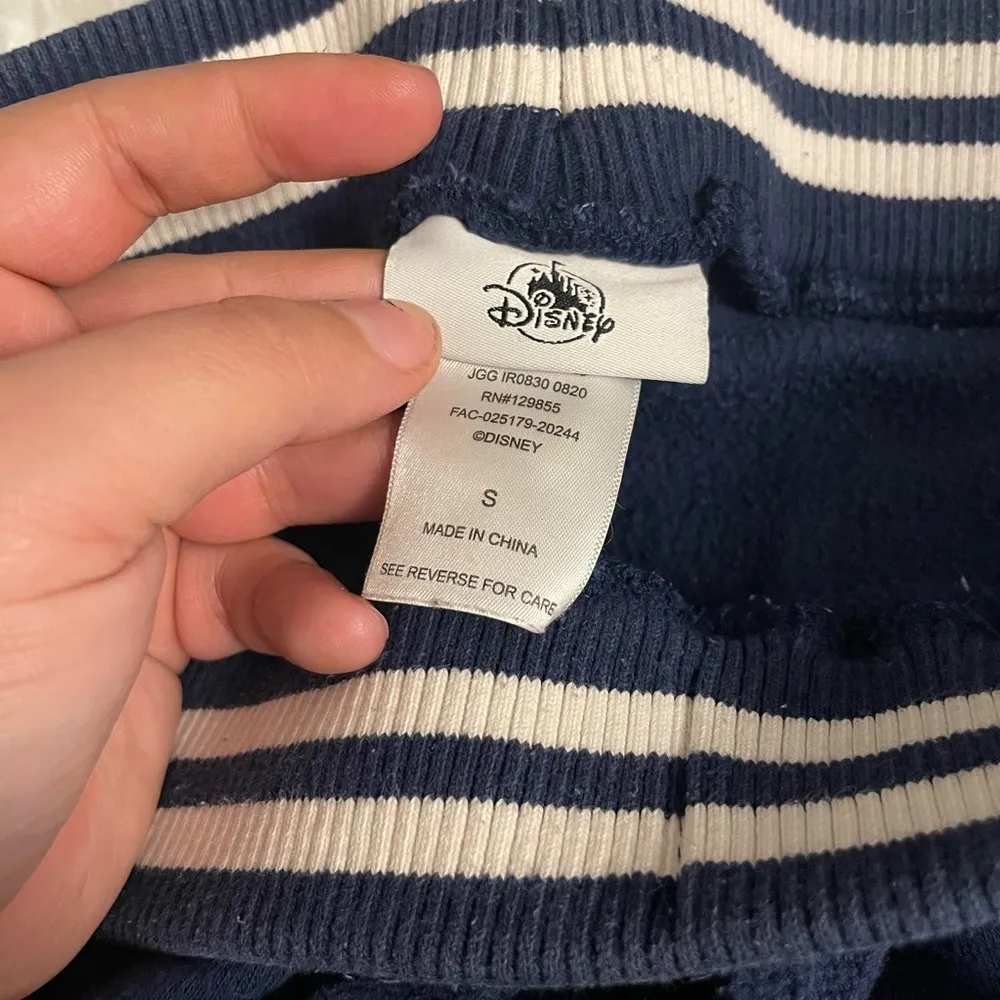 Disney
JGG IR0830 0820
RN#129855
FAC-025179-20244
©DISNEY
S
MADE IN CHINA
SEE REVERSE FOR CARE